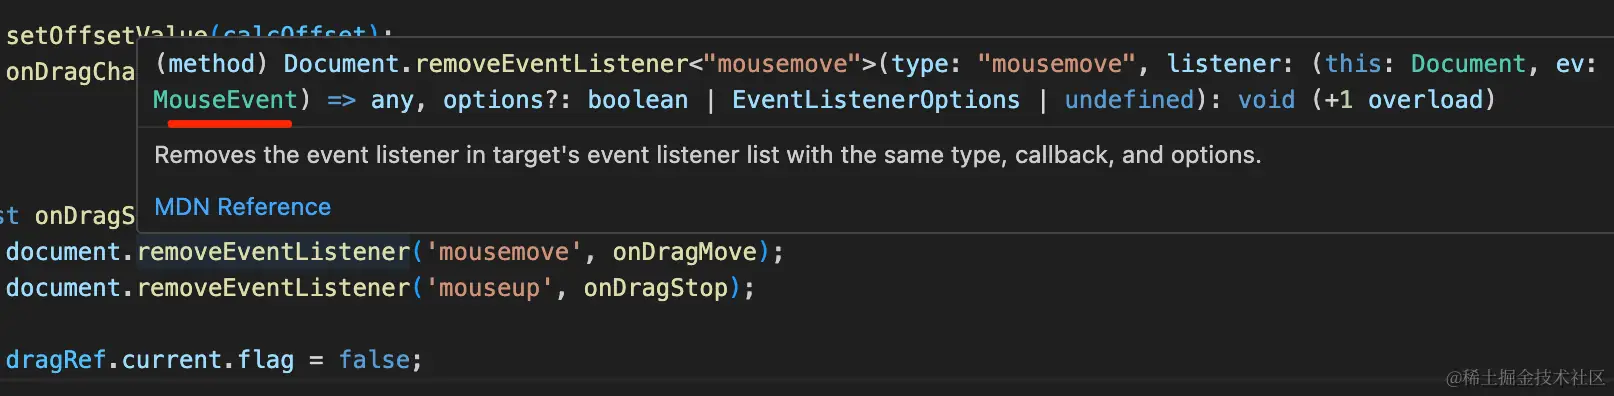 setOffsetValue(calcOffset);
onDragCha
(method) Document.removeEventListener<"mousemove">(type: "mousemove", listener: (this: Document, ev:
MouseEvent) => any, options?: boolean | EventListenerOptions | undefined): void (+1 overload)
Removes the event listener in target's event listener list with the same type, callback, and options.
MDN Reference
st onDragS
document.removeEventListener('mousemove', onDragMove);
document.removeEventListener('mouseup', onDragStop);
dragRef.current.flag = false;
@稀土掘金技术社区